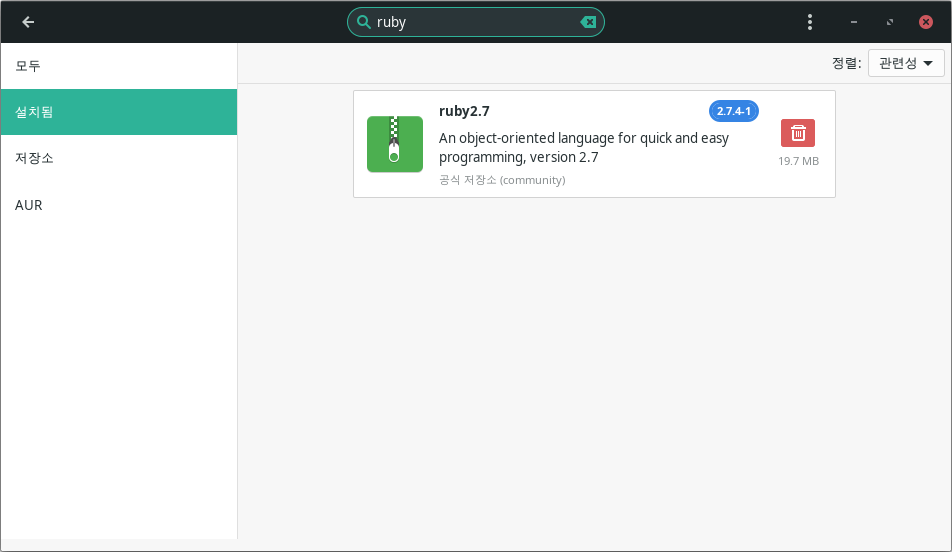 ruby
모두
설치됨
저장소
AUR
정렬: 관련성
ruby2.7 2.7.4-1
An object-oriented language for quick and easy
programming, version 2.7
공식 저장소 (community)
19.7 MB